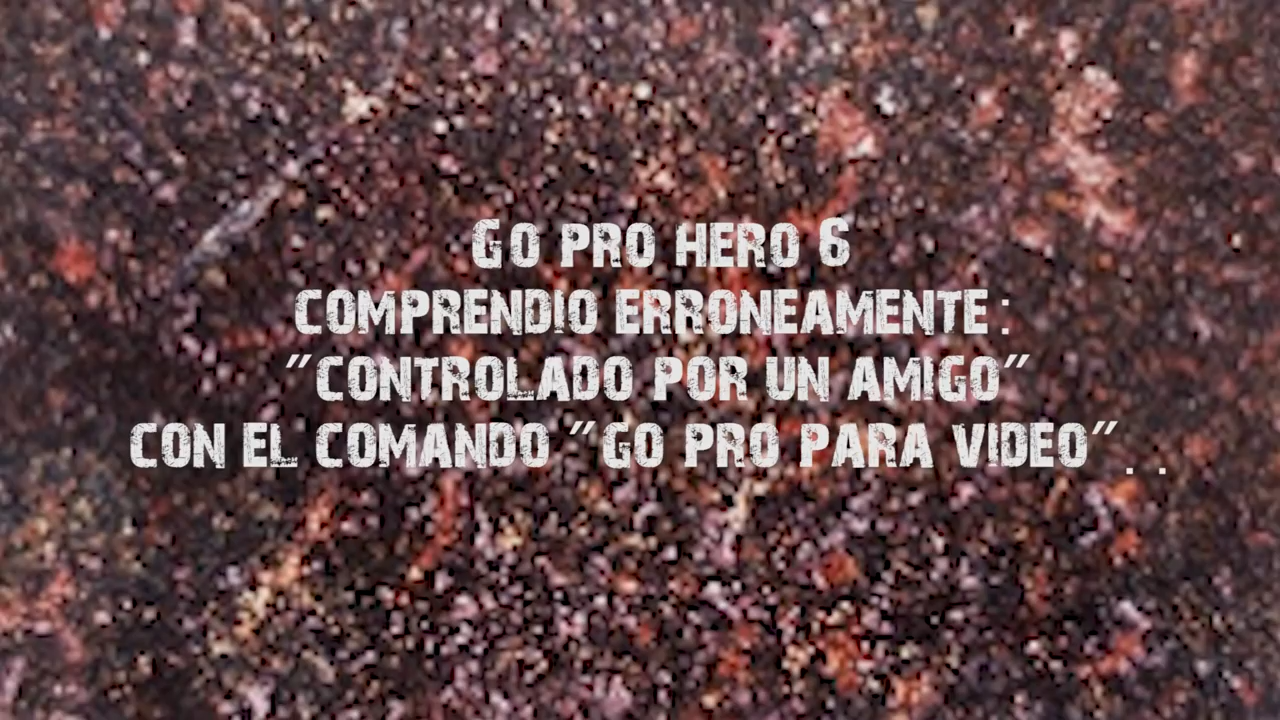 Go pro hero 6
comprendio erroneamente:
"controlado por un amigo"
con el comando "go pro para video" . .